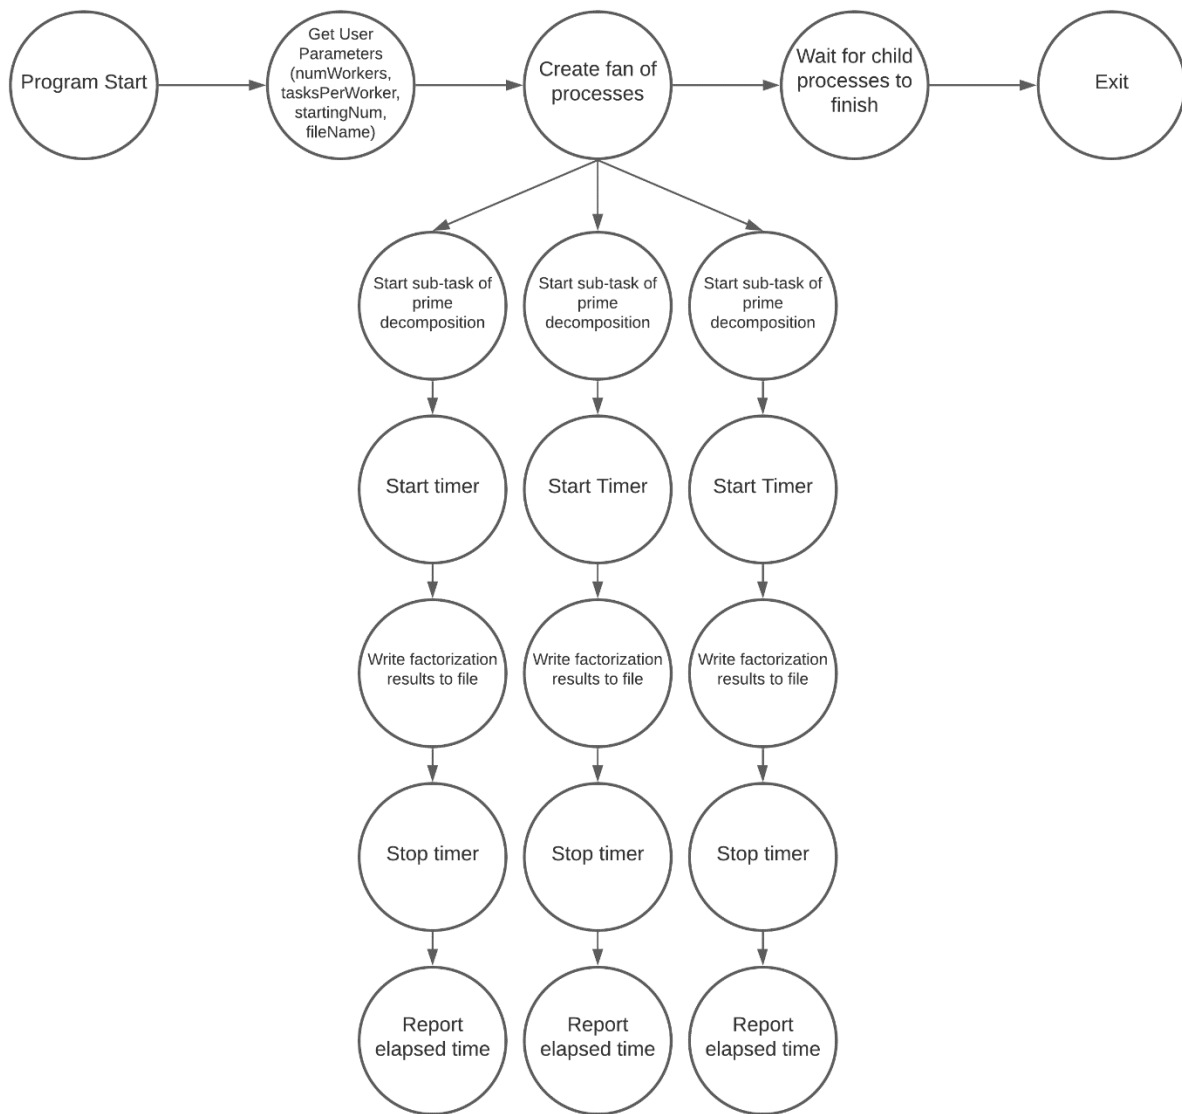 Program Start
Get User
Parameters
(numWorkers,
tasksPerWorker,
startingNum,
fileName)
Create fan of
processes
Wait for child
processes to
finish
Exit
Start sub-task of
prime
decomposition
Start sub-task of
prime
decomposition
Start sub-task of
prime
decomposition
Start timer
Start Timer
Start Timer
Write factorization
results to file
Write factorization
results to file
Write factorization
results to file
Stop timer
Stop timer
Stop timer
Report
elapsed time
Report
elapsed time
Report
elapsed time